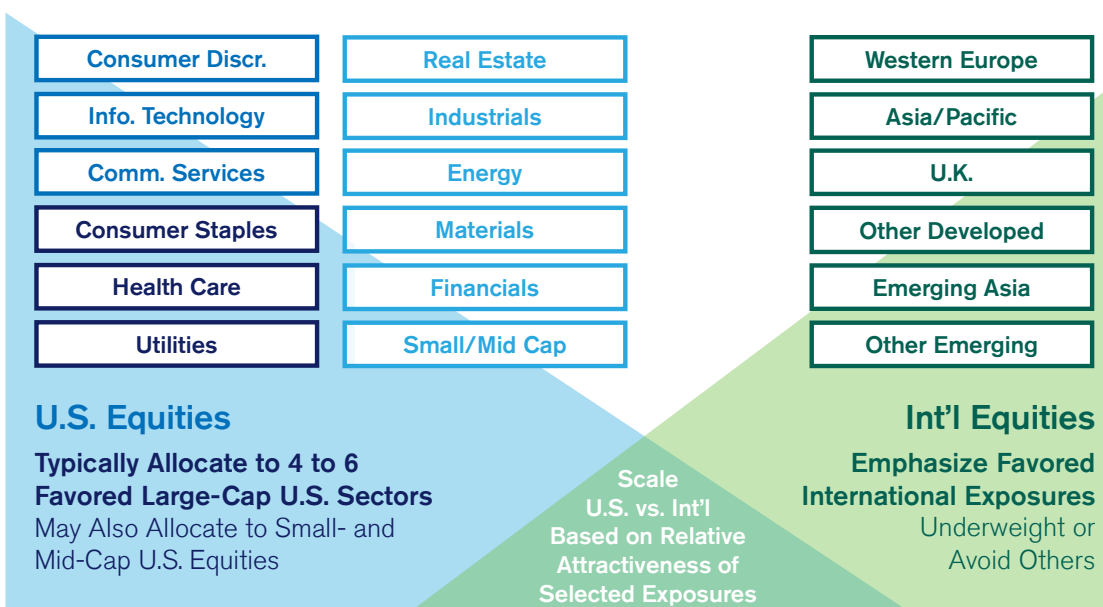 Consumer Discr.
Info. Technology
Comm. Services
Consumer Staples
Health Care
Utilities
Real Estate
Industrials
Energy
Materials
Financials
Small/Mid Cap
Western Europe
Asia/Pacific
U.K.
Other Developed
Emerging Asia
Other Emerging
U.S. Equities
Typically Allocate to 4 to 6
Favored Large-Cap U.S. Sectors
May Also Allocate to Small- and
Mid-Cap U.S. Equities
Scale
U.S. vs. Int'l
Based on Relative
Attractiveness of
Selected Exposures
Int'l Equities
Emphasize Favored
International Exposures
Underweight or
Avoid Others